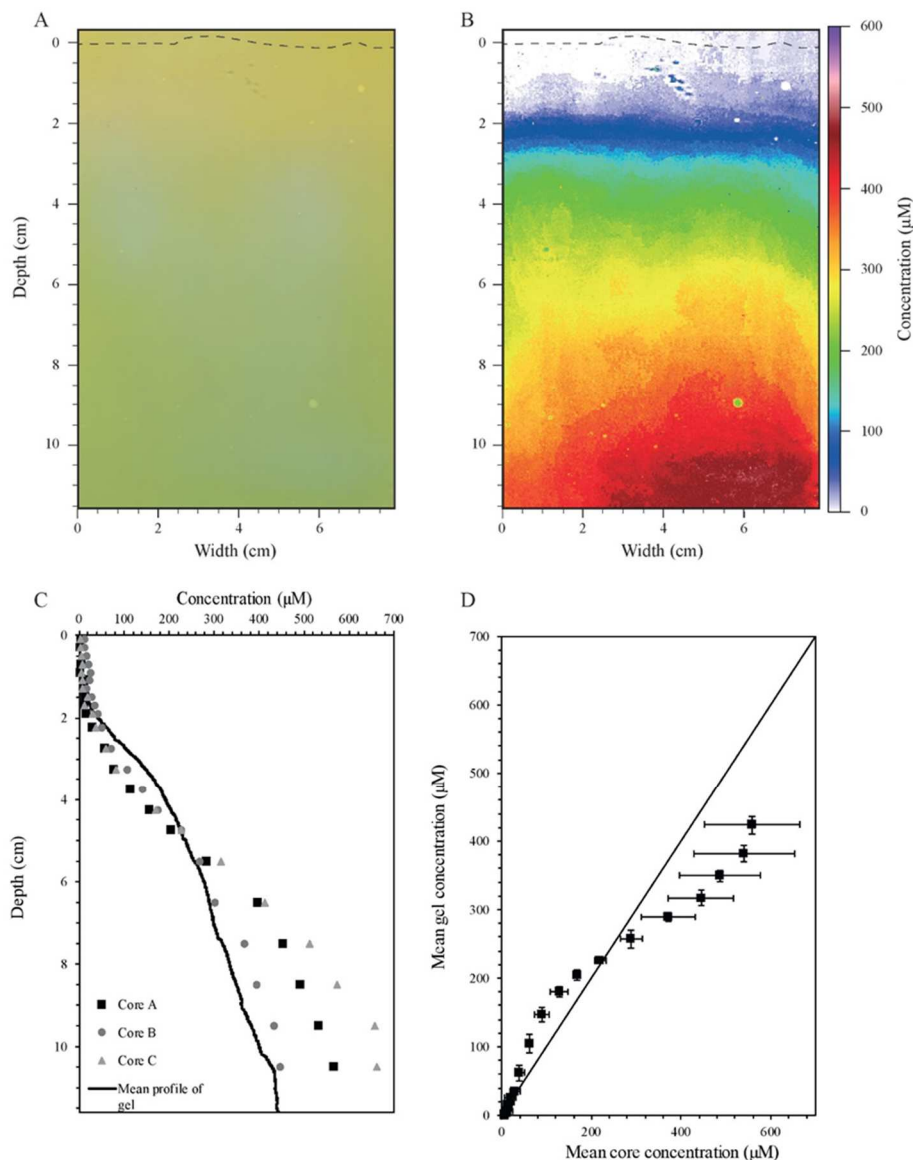 A
0
2
4
6
8
10
Depth (cm)
0 2 4 6
Width (cm)
B
0
2
4
6
8
10
0 2 4 6
Width (cm)
600
500
400
300
200
100
0
Concentration (μM)
C
Concentration (μM)
0 100 200 300 400 500 600 700
0
2
4
6
8
10
Depth (cm)
Core A
Core B
Core C
Mean profile of
gel
D
700
600
500
400
300
200
100
0
Mean gel concentration (μM)
0 200 400 600
Mean core concentration (μM)